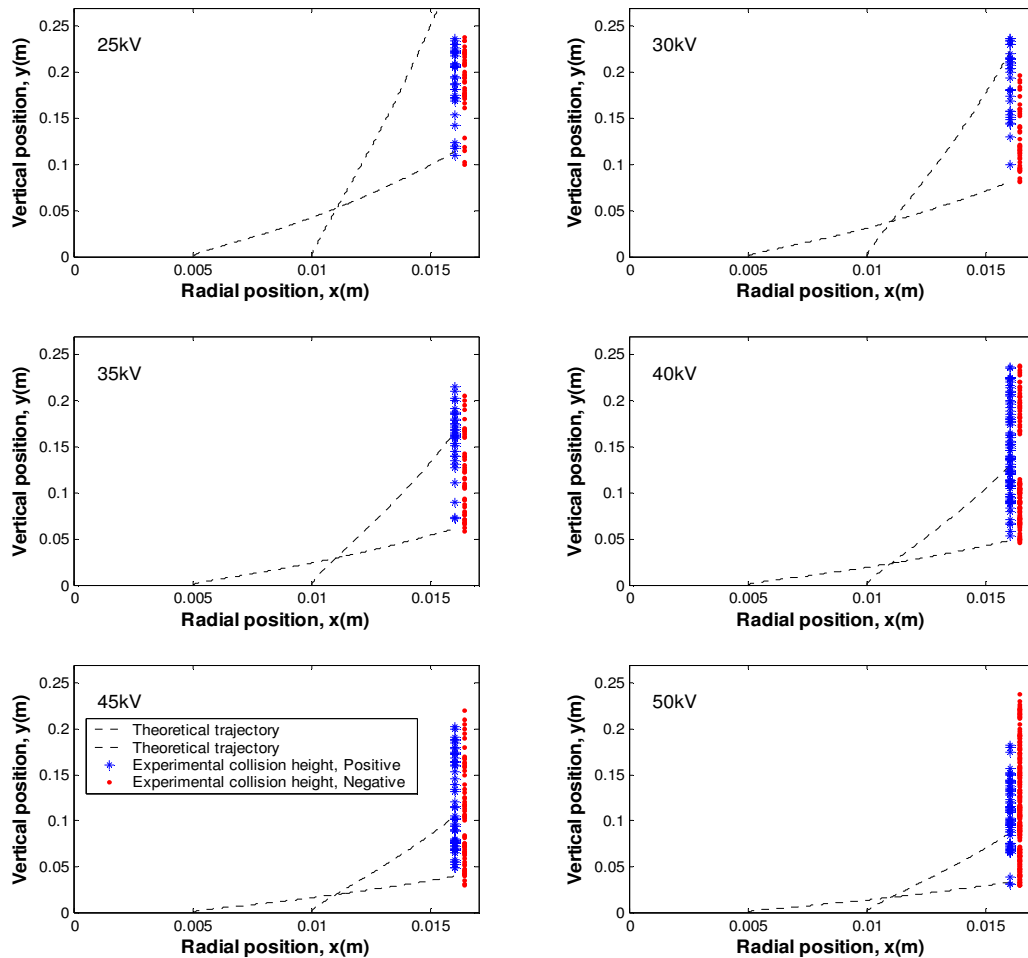 25kV
Vertical position, y(m)
0.25
0.2
0.15
0.1
0.05
0
0 0.005 0.01 0.015
Radial position, x(m)
30kV
Vertical position, y(m)
0.25
0.2
0.15
0.1
0.05
0
0 0.005 0.01 0.015
Radial position, x(m)
35kV
Vertical position, y(m)
0.25
0.2
0.15
0.1
0.05
0
0 0.005 0.01 0.015
Radial position, x(m)
40kV
Vertical position, y(m)
0.25
0.2
0.15
0.1
0.05
0
0 0.005 0.01 0.015
Radial position, x(m)
45kV
Vertical position, y(m)
0.25
0.2
0.15
0.1
0.05
0
Theoretical trajectory
Theoretical trajectory
Experimental collision height, Positive
Experimental collision height, Negative
0 0.005 0.01 0.015
Radial position, x(m)
50kV
Vertical position, y(m)
0.25
0.2
0.15
0.1
0.05
0
0 0.005 0.01 0.015
Radial position, x(m)